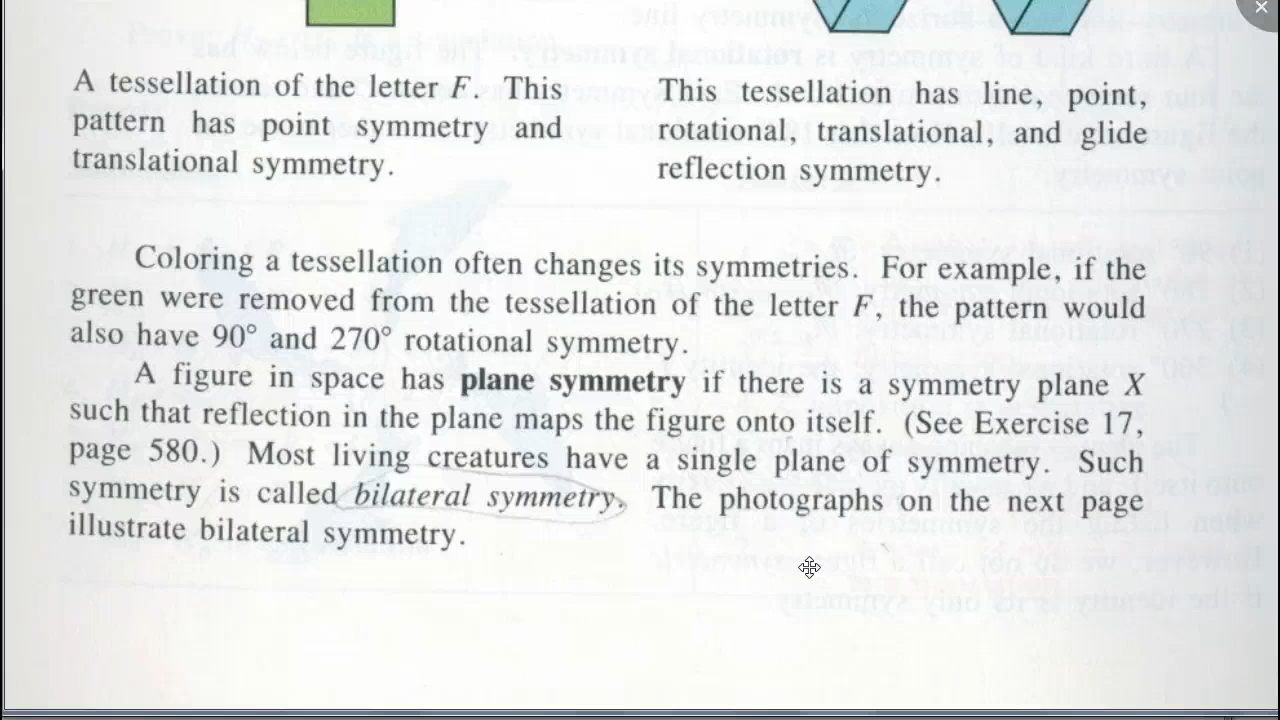 A tessellation of the letter F. This
pattern has point symmetry and
translational symmetry.
This tessellation has line, point,
rotational, translational, and glide
reflection symmetry.
Coloring a tessellation often changes its symmetries. For example, if the
green were removed from the tessellation of the letter F, the pattern would
also have 90° and 270° rotational symmetry.
A figure in space has plane symmetry if there is a symmetry plane X
such that reflection in the plane maps the figure onto itself. (See Exercise 17,
page 580.) Most living creatures have a single plane of symmetry. Such
symmetry is called bilateral symmetry. The photographs on the next page
illustrate bilateral symmetry.